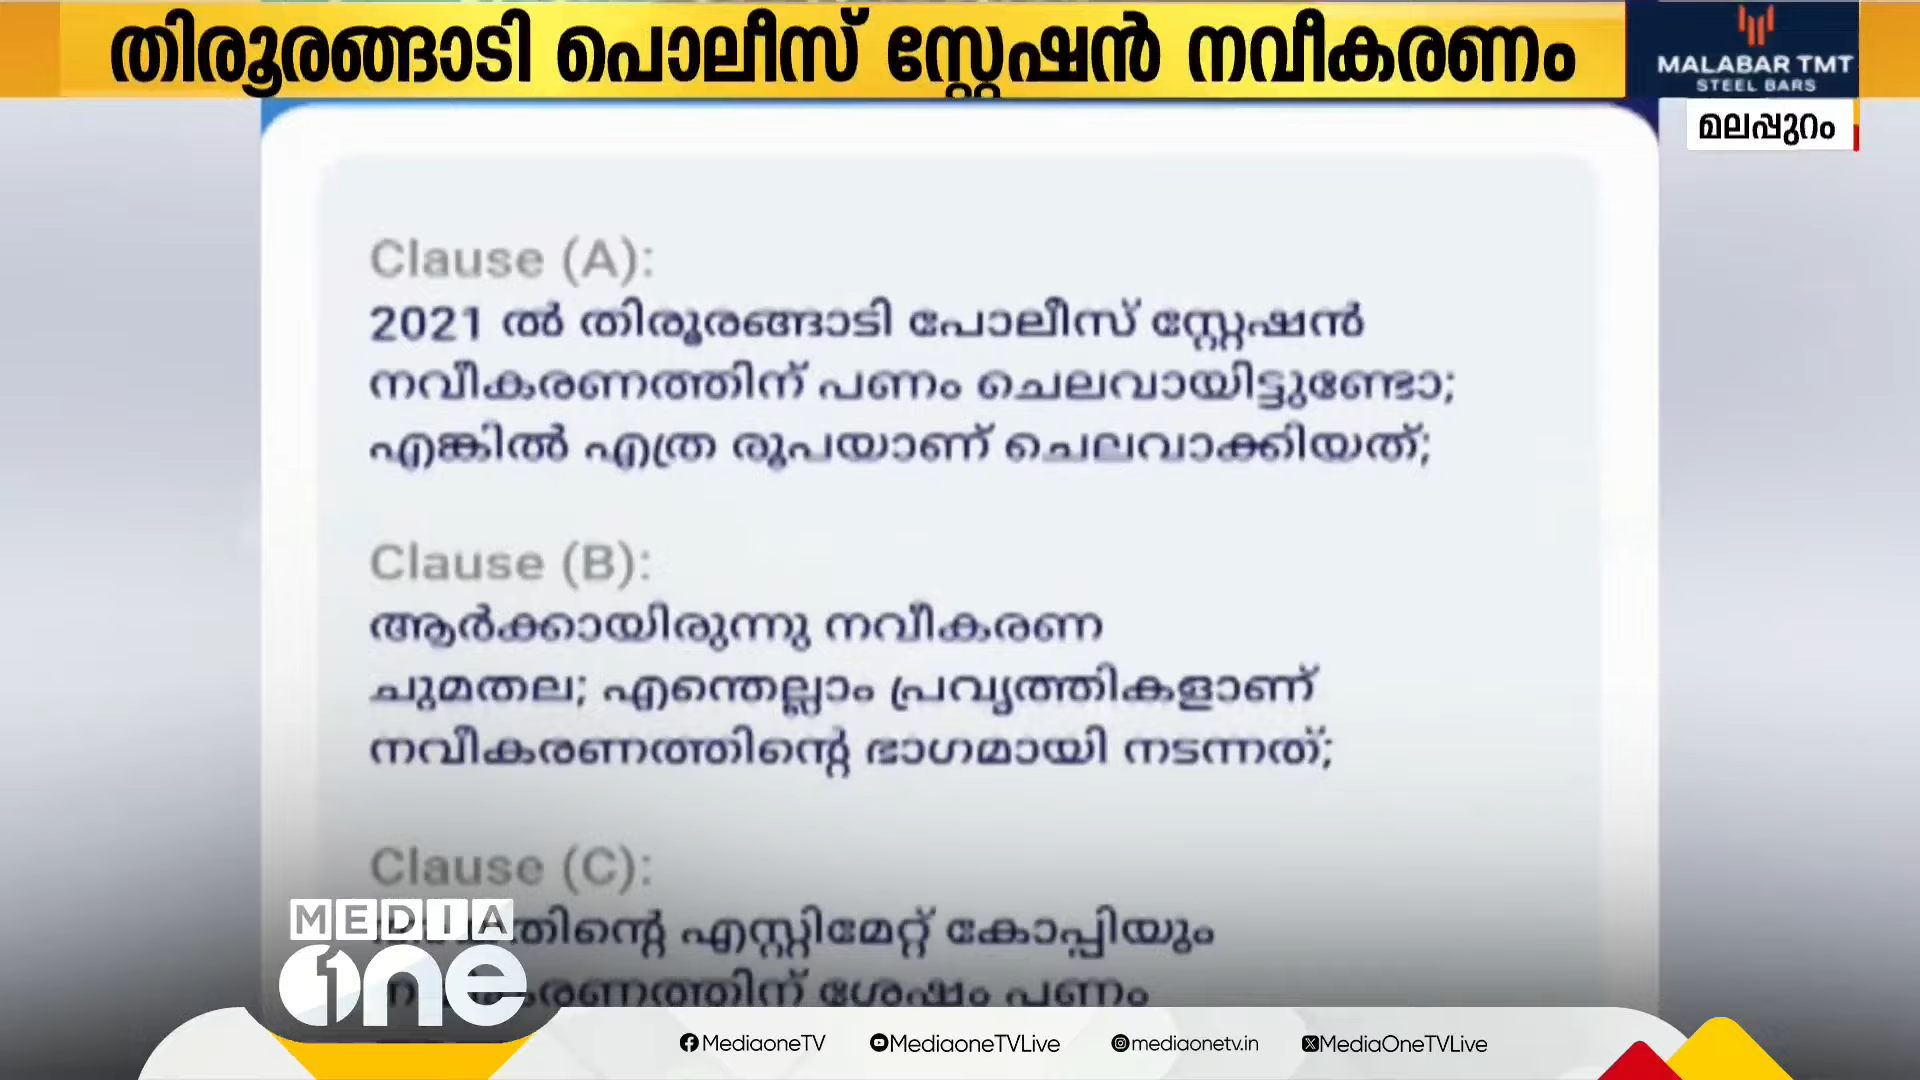 തിരൂരങ്ങാടി പൊലീസ് സ്റ്റേഷൻ നവീകരണം
MALABAR TMT
STEEL BARS
മലപ്പുറം
Clause (A):
2021 ൽ തിരൂരങ്ങാടി പോലീസ് സ്റ്റേഷൻ
നവീകരണത്തിന് പണം ചെലവായിട്ടുണ്ടോ;
എങ്കിൽ എത്ര രൂപയാണ് ചെലവാക്കിയത്;
Clause (B):
ആർക്കായിരുന്നു നവീകരണ
ചുമതല; എന്തെല്ലാം പ്രവൃത്തികളാണ്
നവീകരണത്തിന്റെ ഭാഗമായി നടന്നത്;
Clause (C):
എസ്റ്റിമേറ്റ് കോപ്പിയും
ശേഷം പണം
MEDIA
one
MediaoneTV
MediaoneTVLive
mediaonetv.in
MediaOneTVLive